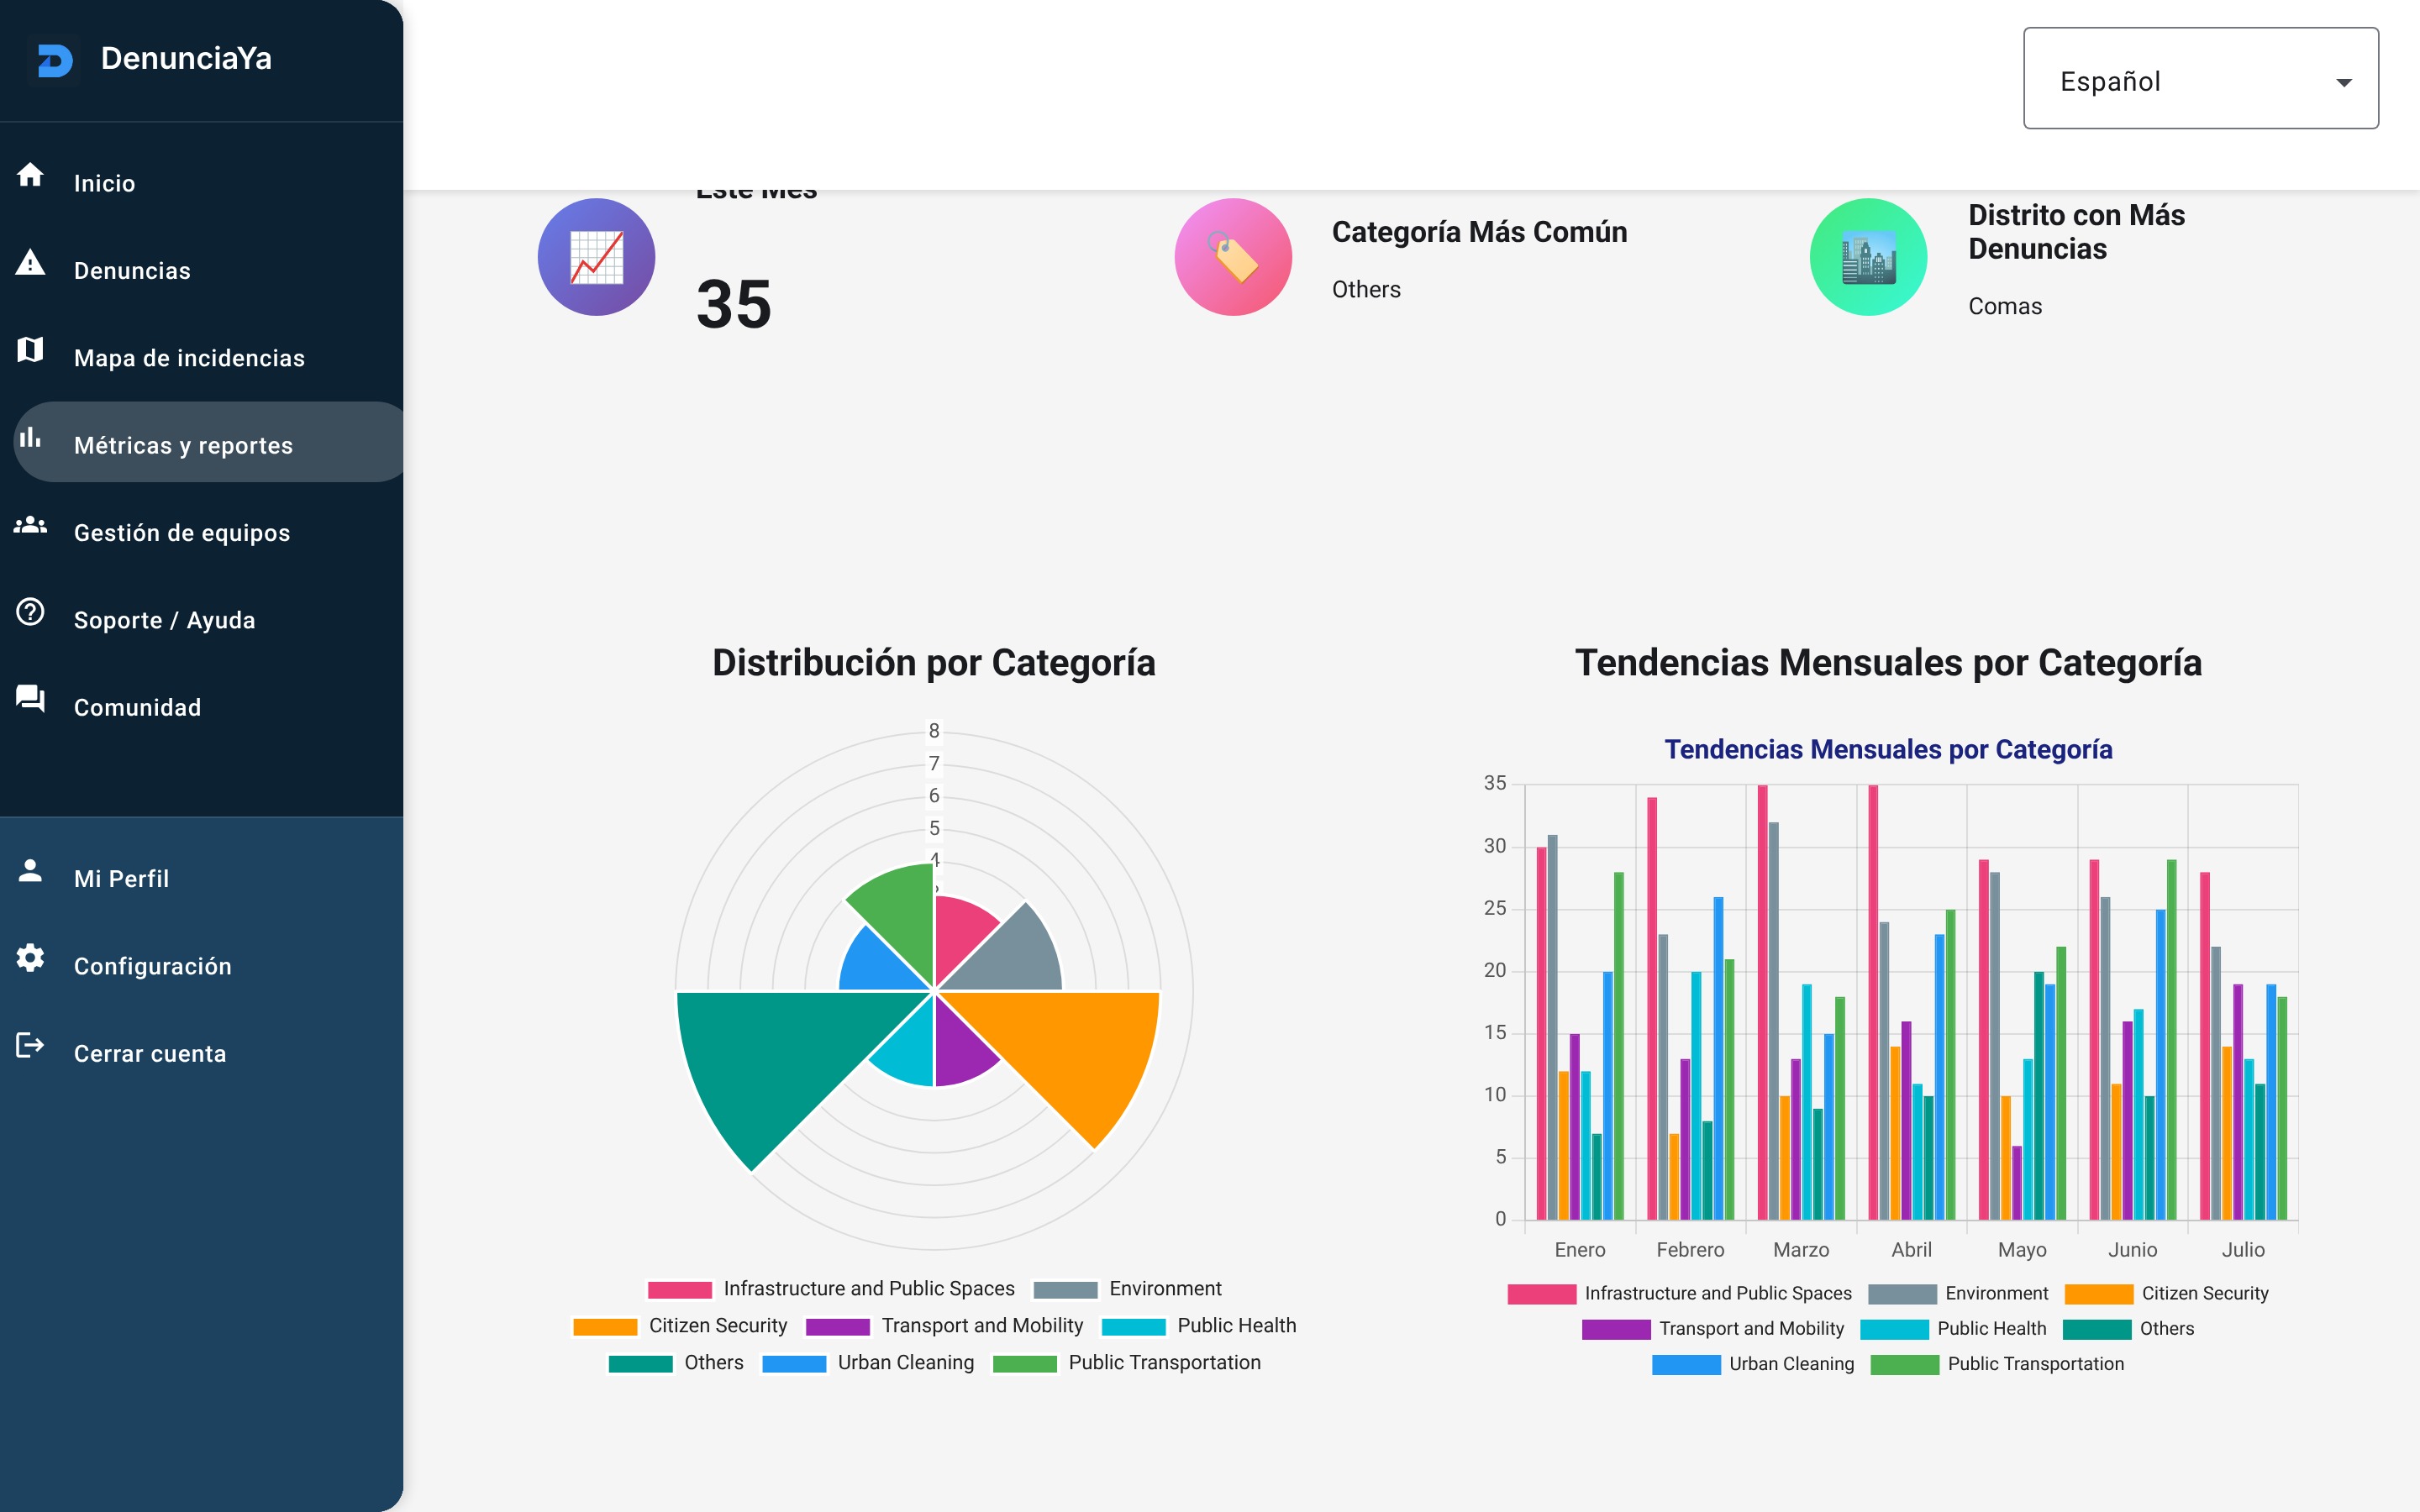 DenunciaYa
Español
Inicio
Denuncias
Mapa de incidencias
Métricas y reportes
Gestión de equipos
Soporte / Ayuda
Comunidad
Mi Perfil
Configuración
Cerrar cuenta
Este Mes
35
Categoría Más Común
Others
Distrito con Más
Denuncias
Comas
Distribución por Categoría
8
7
6
5
4
Infrastructure and Public Spaces Environment
Citizen Security Transport and Mobility Public Health
Others Urban Cleaning Public Transportation
Tendencias Mensuales por Categoría
Tendencias Mensuales por Categoría
35
30
25
20
15
10
5
0
Enero Febrero Marzo Abril Mayo Junio Julio
Infrastructure and Public Spaces Environment Citizen Security
Transport and Mobility Public Health Others
Urban Cleaning Public Transportation